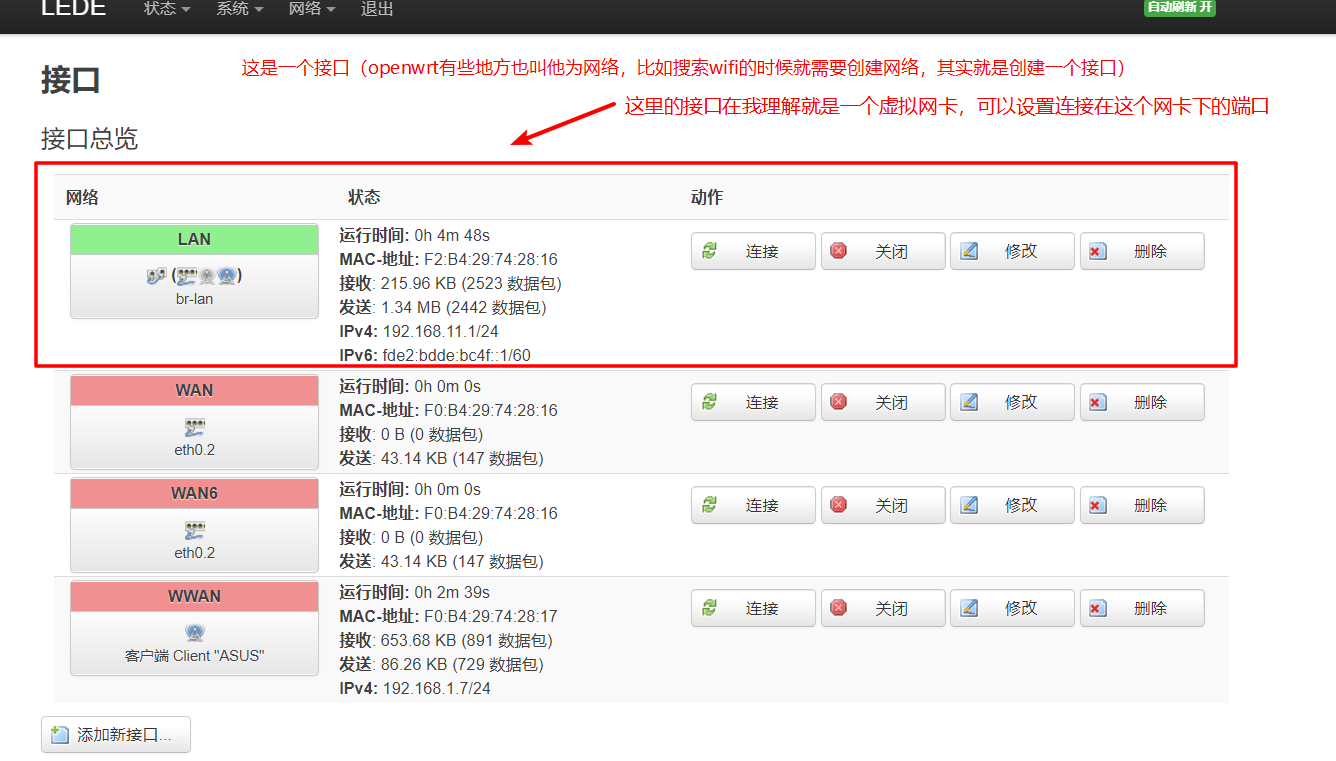 LEDE 状态 系统 网络 退出 自动刷新 开
接口
这是一个接口（openwrt有些地方也叫他为网络，比如搜索wifi的时候就需要创建网络，其实就是创建一个接口）
这里的接口在我理解就是一个虚拟网卡，可以设置连接在这个网卡下的端口
接口总览
网络 状态 动作
LAN
( )
br-lan
运行时间: 0h 4m 48s
MAC-地址: F2:B4:29:74:28:16
接收: 215.96 KB (2523 数据包)
发送: 1.34 MB (2442 数据包)
IPv4: 192.168.11.1/24
IPv6: fde2:bdde:bc4f::1/60
连接 关闭 修改 删除
WAN
eth0.2
运行时间: 0h 0m 0s
MAC-地址: F0:B4:29:74:28:16
接收: 0 B (0 数据包)
发送: 43.14 KB (147 数据包)
连接 关闭 修改 删除
WAN6
eth0.2
运行时间: 0h 0m 0s
MAC-地址: F0:B4:29:74:28:16
接收: 0 B (0 数据包)
发送: 43.14 KB (147 数据包)
连接 关闭 修改 删除
WWAN
客户端 Client "ASUS"
运行时间: 0h 2m 39s
MAC-地址: F0:B4:29:74:28:17
接收: 653.68 KB (891 数据包)
发送: 86.26 KB (729 数据包)
IPv4: 192.168.1.7/24
连接 关闭 修改 删除
添加新接口...